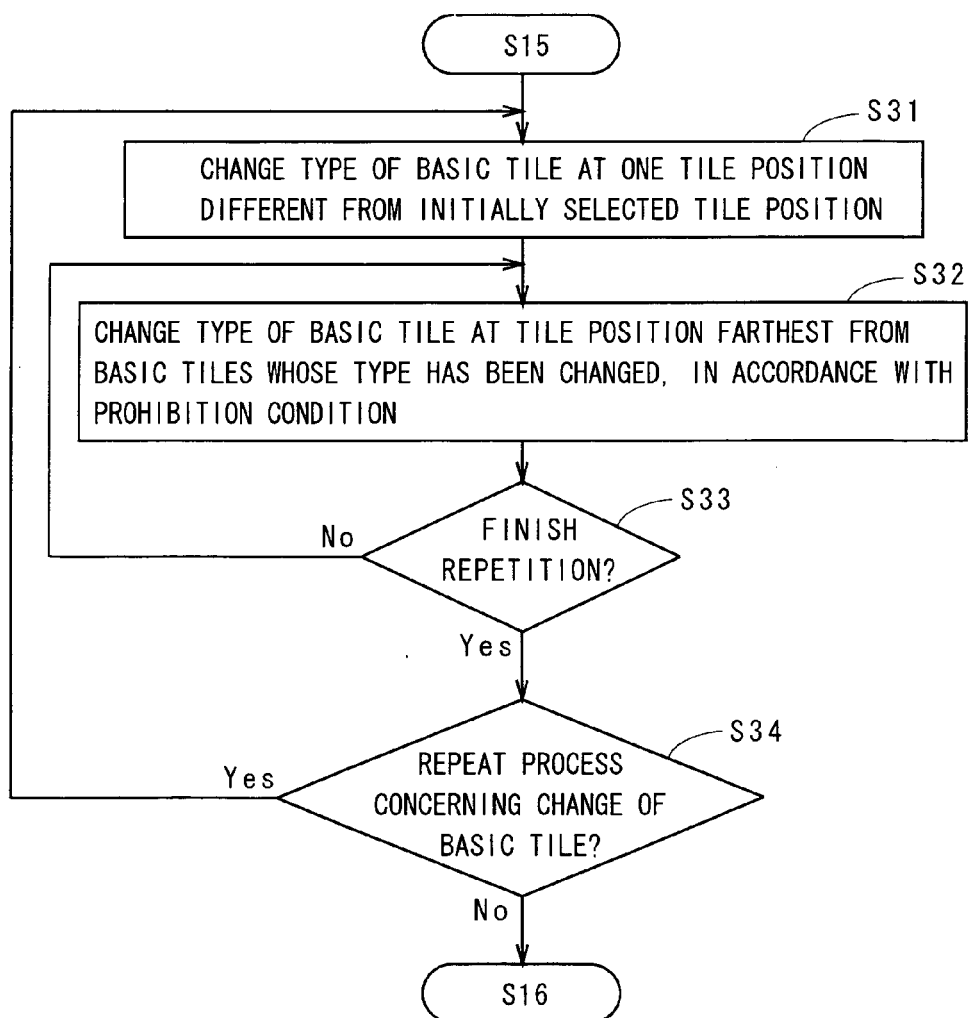 S15
S31
CHANGE TYPE OF BASIC TILE AT ONE TILE POSITION
DIFFERENT FROM INITIALLY SELECTED TILE POSITION
S32
CHANGE TYPE OF BASIC TILE AT TILE POSITION FARTHEST FROM
BASIC TILES WHOSE TYPE HAS BEEN CHANGED, IN ACCORDANCE WITH
PROHIBITION CONDITION
S33
No
FINISH
REPETITION?
Yes
S34
Yes
REPEAT PROCESS
CONCERNING CHANGE OF
BASIC TILE?
No
S16